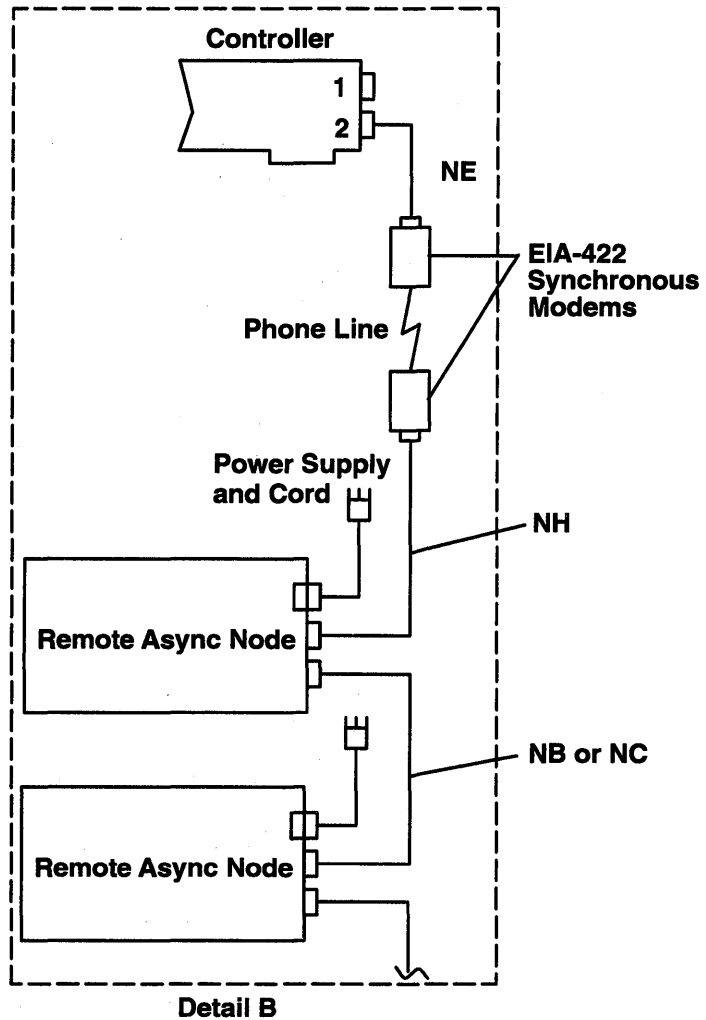 Controller
1
2
NE
EIA-422
Synchronous
Modems
Phone Line
Power Supply
and Cord
NH
Remote Async Node
NB or NC
Remote Async Node
Detail B